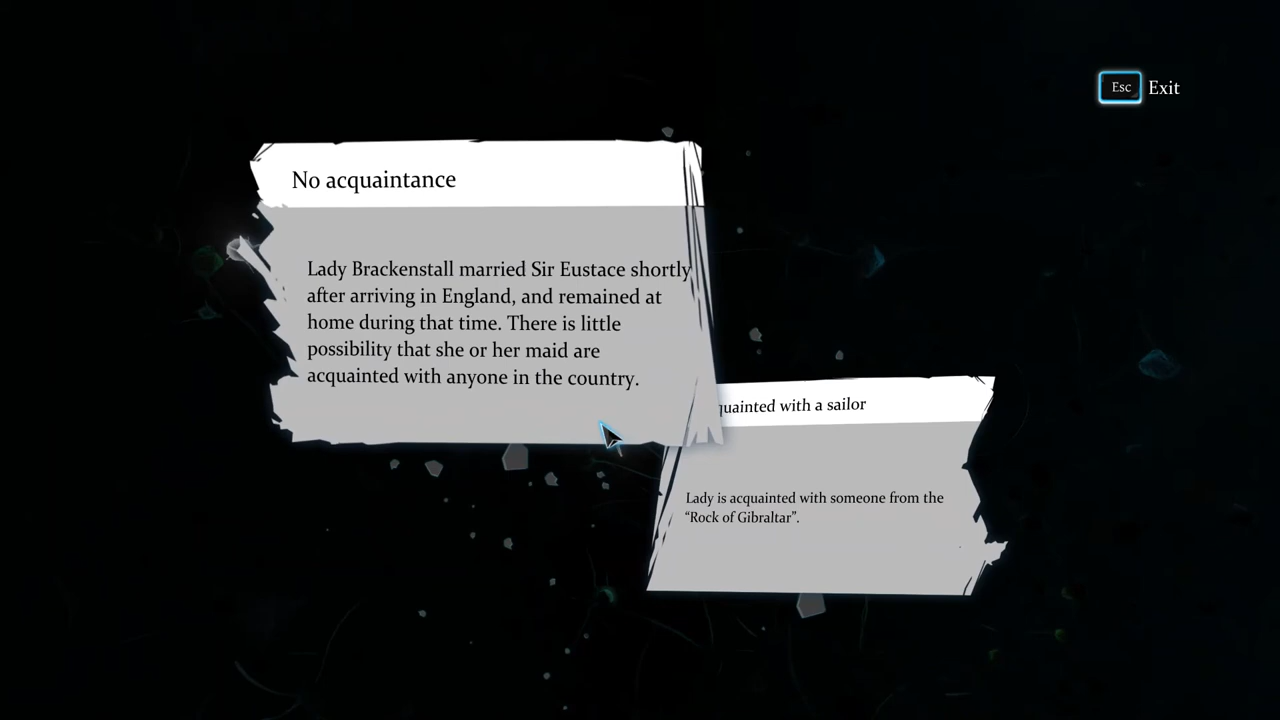 Esc Exit
No acquaintance
Lady Brackenstall married Sir Eustace shortly
after arriving in England, and remained at
home during that time. There is little
possibility that she or her maid are
acquainted with anyone in the country.
with a sailor
Lady is acquainted with someone from the
“Rock of Gibraltar”.